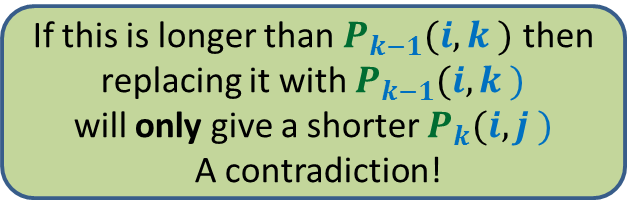 If this is longer than P_{k−1}(i, k ) then
replacing it with P_{k−1}(i, k )
will only give a shorter P_k(i, j )
A contradiction!